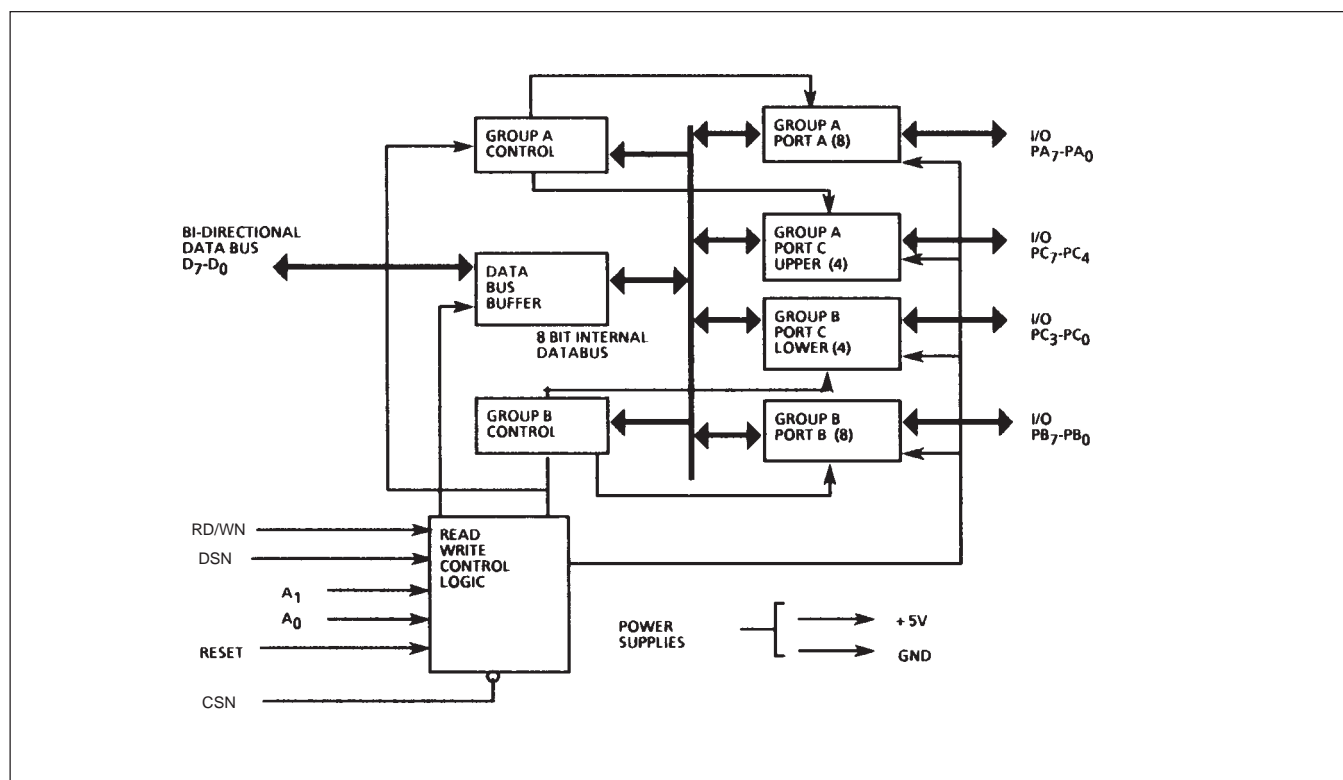 GROUP A
CONTROL
GROUP A
PORT A (8)
I/O
PA7-PA0
BI-DIRECTIONAL
DATA BUS
D7-D0
DATA
BUS
BUFFER
GROUP A
PORT C
UPPER (4)
I/O
PC7-PC4
8 BIT INTERNAL
DATABUS
GROUP B
PORT C
LOWER (4)
I/O
PC3-PC0
GROUP B
CONTROL
GROUP B
PORT B (8)
I/O
PB7-PB0
RD/WN
DSN
A1
A0
RESET
CSN
READ
WRITE
CONTROL
LOGIC
POWER
SUPPLIES
+5V
GND